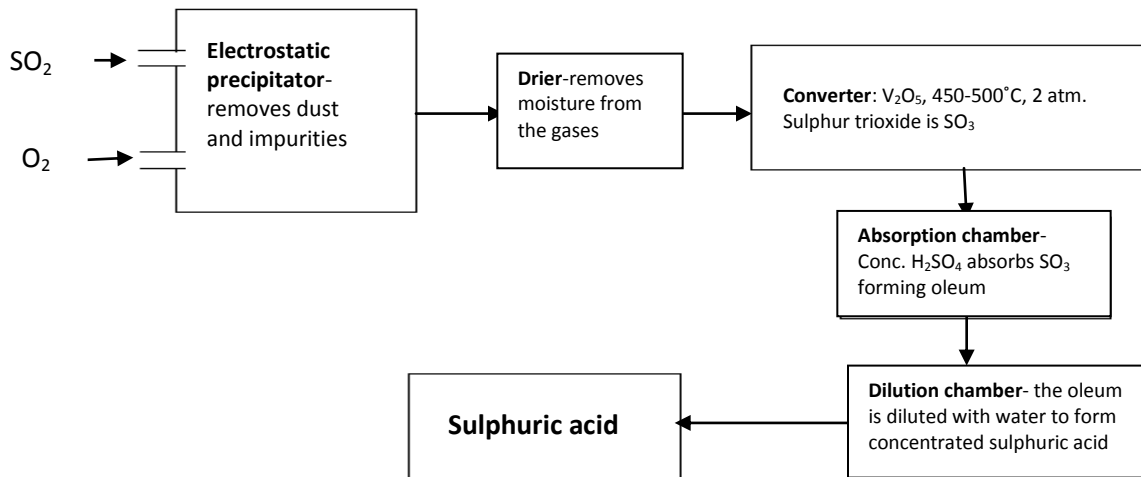 SO₂
O₂
Electrostatic
precipitator-
removes dust
and impurities
Drier-removes
moisture from
the gases
Converter: V₂O₅, 450-500˚C, 2 atm.
Sulphur trioxide is SO₃
Absorption chamber-
Conc. H₂SO₄ absorbs SO₃
forming oleum
Dilution chamber- the oleum
is diluted with water to form
concentrated sulphuric acid
Sulphuric acid